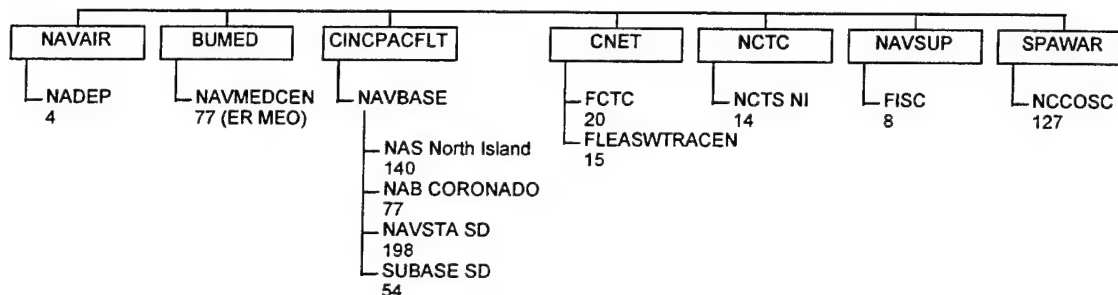 NAVAIR
BUMED
CINCPACFLT
CNET
NCTC
NAVSUP
SPAWAR
NADEP
4
NAVMEDCEN
77 (ER MEO)
NAVBASE
NAS North Island
140
NAB CORONADO
77
NAVSTA SD
198
SUBASE SD
54
FCTC
20
FLEASWTRACEN
15
NCTS NI
14
FISC
8
NCCOSC
127